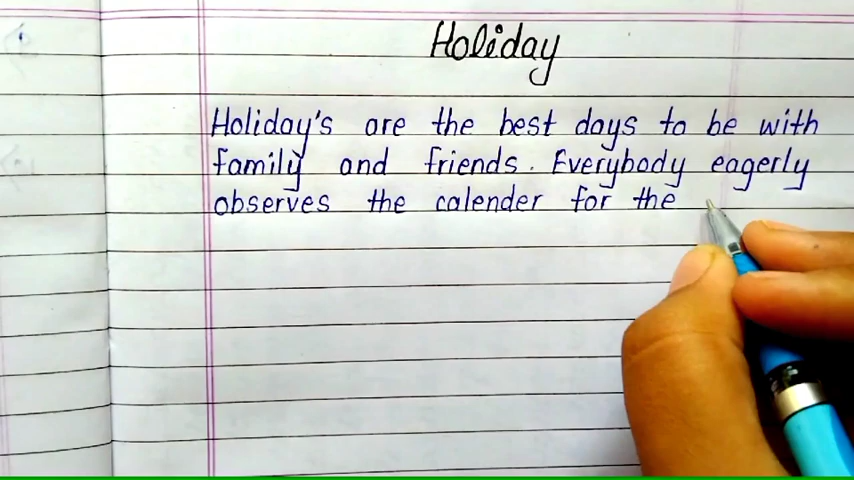 Holiday
Holiday's are the best days to be with
family and friends. Everybody eagerly
observes the calender for the